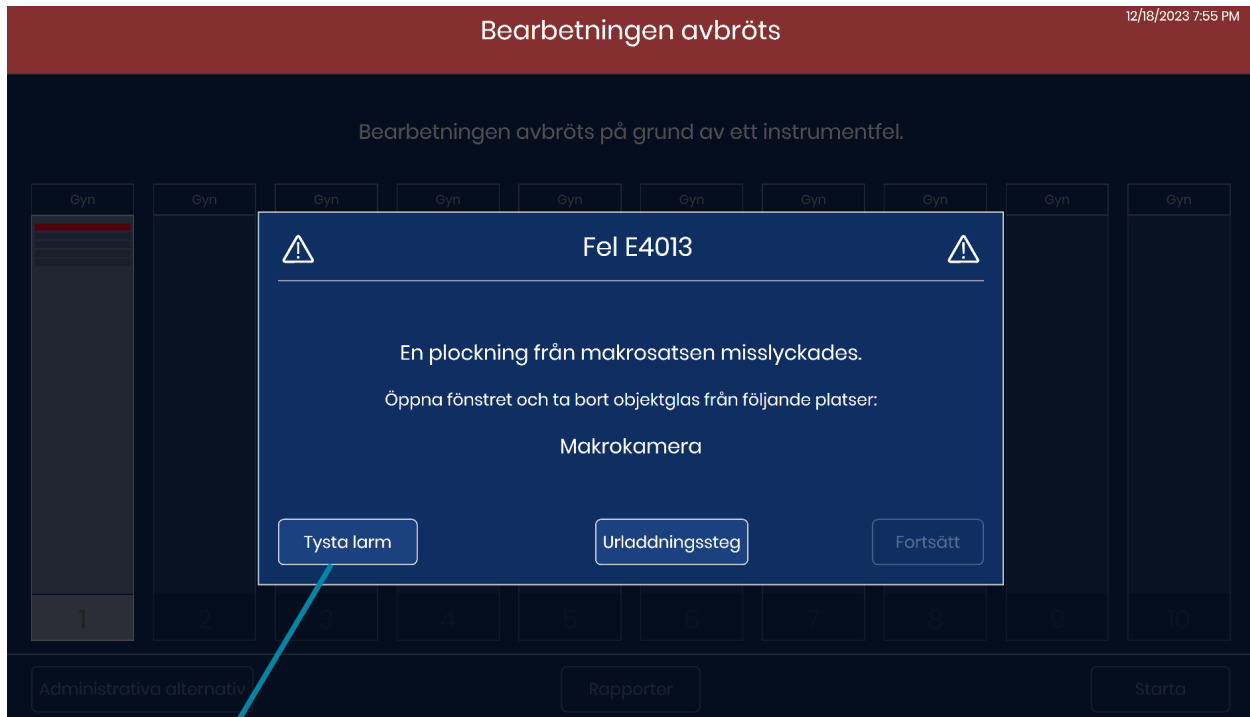 Bearbetningen avbröts
12/18/2023 7:55 PM
Bearbetningen avbröts på grund av ett instrumentfel.
Gyn Gyn Gyn Gyn Gyn Gyn Gyn Gyn Gyn Gyn
Fel E4013
En plockning från makrosatsen misslyckades.
Öppna fönstret och ta bort objektglas från följande platser:
Makrokamera
Tysta larm Urladdningssteg Fortsätt
1 2 3 4 5 6 7 8 9 10
Administrativa alternativ Rapporter Starta